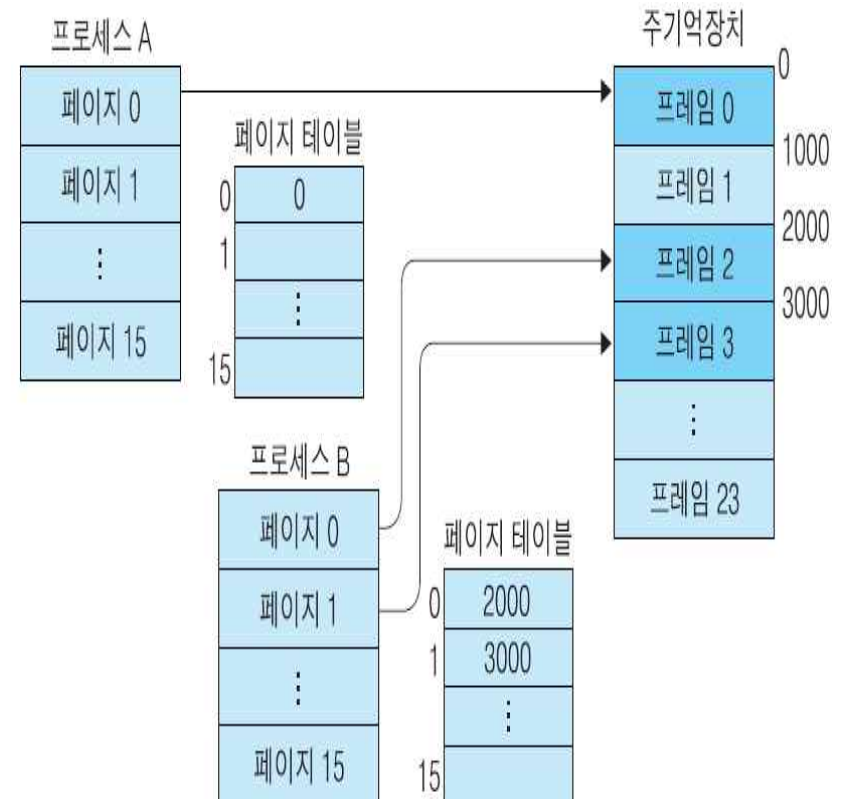 프로세스 A
페이지 0
페이지 1
⋮
페이지 15
페이지 테이블
0 0
1
⋮
15
주기억장치
0
프레임 0
1000
프레임 1
2000
프레임 2
3000
프레임 3
⋮
프레임 23
프로세스 B
페이지 0
페이지 1
⋮
페이지 15
페이지 테이블
0 2000
1 3000
⋮
15